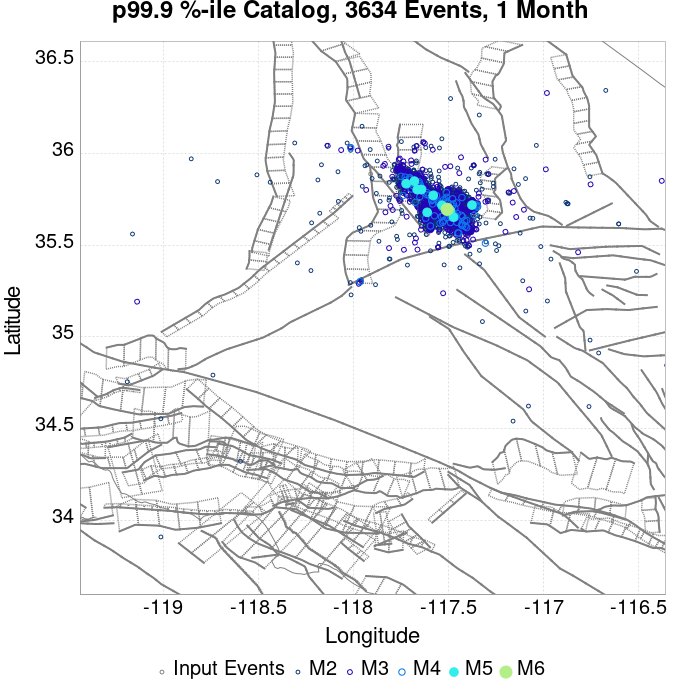 p99.9 %-ile Catalog, 3634 Events, 1 Month
36.5
36
35.5
35
34.5
34
Latitude
-119 -118.5 -118 -117.5 -117 -116.5
Longitude
Input Events M2 M3 M4 M5 M6